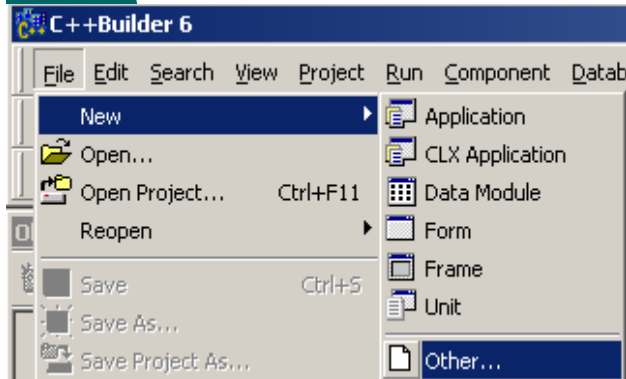 C++Builder 6
File Edit Search View Project Run Component Datab
New
Open...
Open Project... Ctrl+F11
Reopen
Save Ctrl+S
Save As...
Save Project As...
Application
CLX Application
Data Module
Form
Frame
Unit
Other...